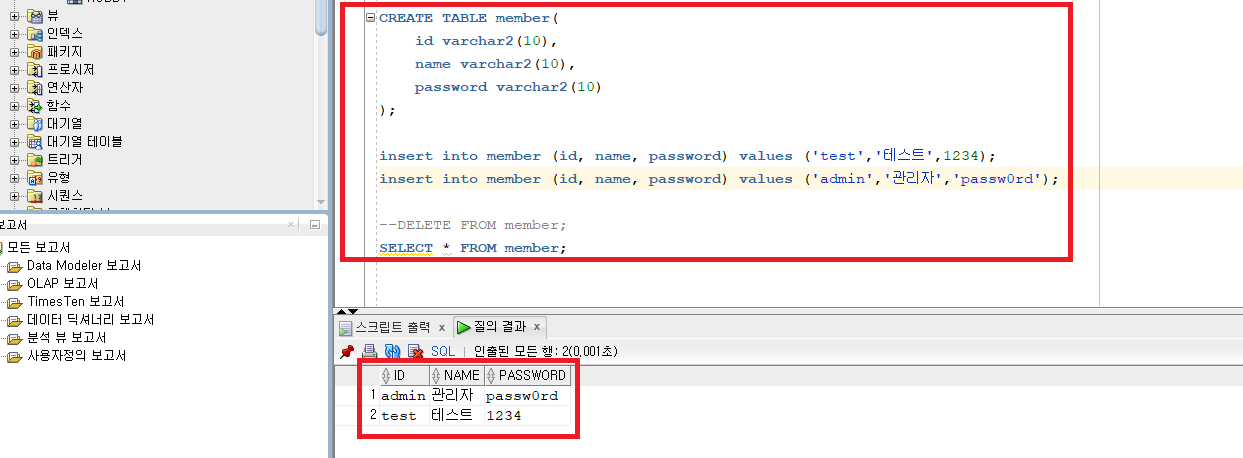 뷰
인덱스
패키지
프로시저
연산자
함수
대기열
대기열 테이블
트리거
유형
시퀀스
보고서
모든 보고서
Data Modeler 보고서
OLAP 보고서
TimesTen 보고서
데이터 딕셔너리 보고서
분석 뷰 보고서
사용자정의 보고서
CREATE TABLE member(
id varchar2(10),
name varchar2(10),
password varchar2(10)
);
insert into member (id, name, password) values ('test','테스트',1234);
insert into member (id, name, password) values ('admin','관리자','passw0rd');
--DELETE FROM member;
SELECT * FROM member;
스크립트 출력 x 질의 결과 x
SQL | 인출된 모든 행: 2(0,001초)
ID NAME PASSWORD
1 admin 관리자 passw0rd
2 test 테스트 1234